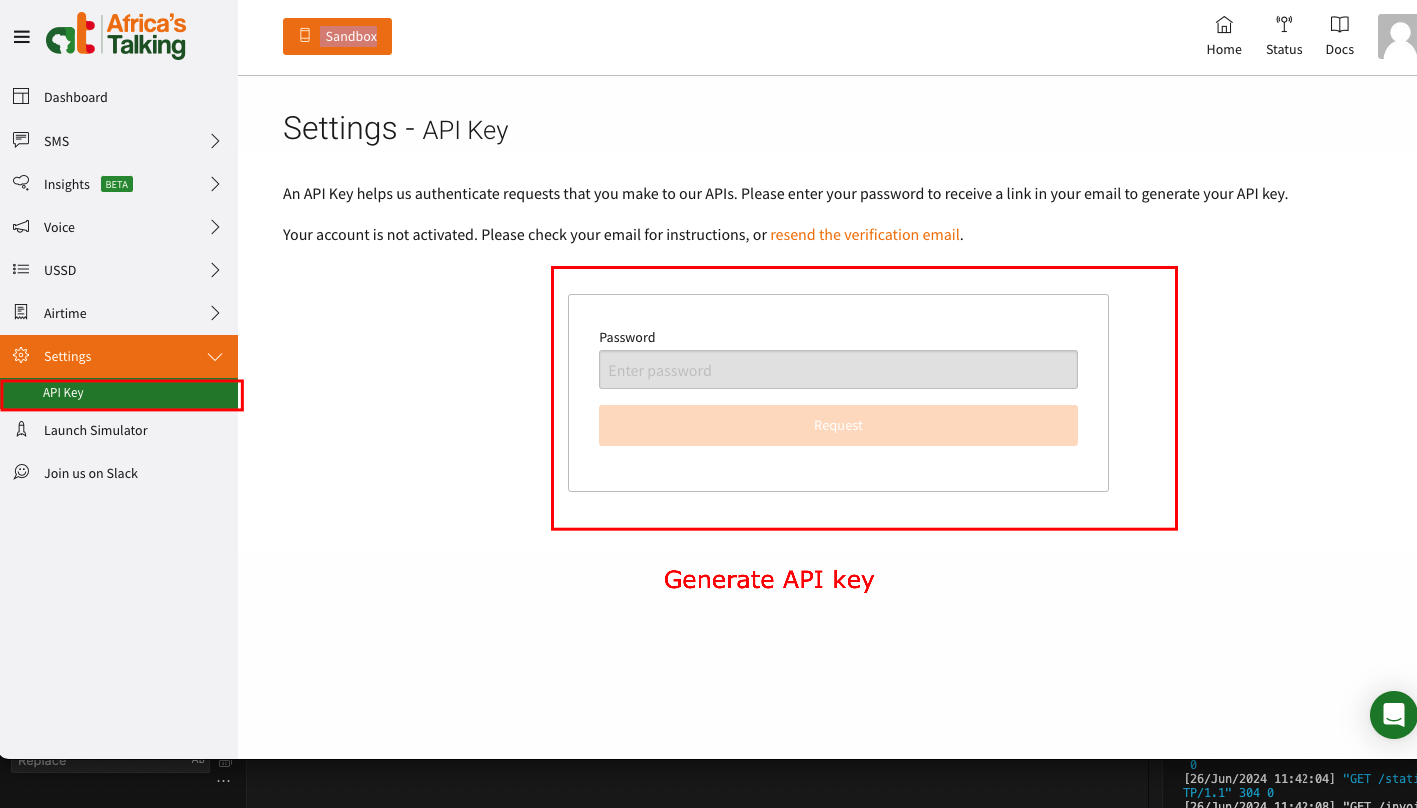 Africa's
Talking
Sandbox
Home
Status
Docs
Dashboard
SMS
Insights BETA
Voice
USSD
Airtime
Settings
API Key
Launch Simulator
Join us on Slack
Settings - API Key
An API Key helps us authenticate requests that you make to our APIs. Please enter your password to receive a link in your email to generate your API key.
Your account is not activated. Please check your email for instructions, or resend the verification email.
Password
Enter password
Request
Generate API key
Replace
AB
...
0
[26/Jun/2024 11:42:04] "GET /stati
TP/1.1" 304 0
[26/Jun/2024 11:42:08] "GET /invo